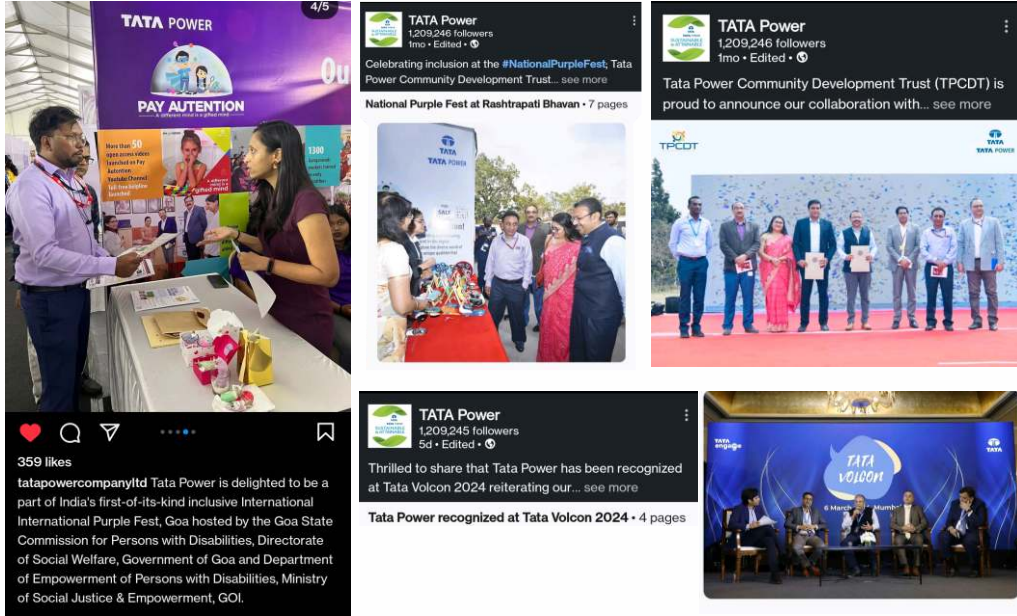 4/5
TATA POWER
Ou
PAY AUTENTION
A different mind is a gifted mind
More than 50
open access videos
launched on Pay
Autention
Youtube Channel
Toll-free helpline
launched
1300
A different
mind is a
gifted mind
359 likes
tatapowercompanyltd Tata Power is delighted to be a
part of India's first-of-its-kind inclusive International
International Purple Fest, Goa hosted by the Goa State
Commission for Persons with Disabilities, Directorate
of Social Welfare, Government of Goa and Department
of Empowerment of Persons with Disabilities, Ministry
of Social Justice & Empowerment, GOI.
TATA Power
1,209,246 followers
1mo • Edited •
Celebrating inclusion at the #NationalPurpleFest; Tata
Power Community Development Trust... see more
National Purple Fest at Rashtrapati Bhavan • 7 pages
TATA
TATA POWER
TATA Power
1,209,246 followers
1mo • Edited •
Tata Power Community Development Trust (TPCDT) is
proud to announce our collaboration with... see more
TPCDT
TATA
TATA POWER
TATA Power
1,209,245 followers
5d • Edited •
Thrilled to share that Tata Power has been recognized
at Tata Volcon 2024 reiterating our... see more
Tata Power recognized at Tata Volcon 2024 • 4 pages
TATA
engage
TATA
TATA
VOLCON